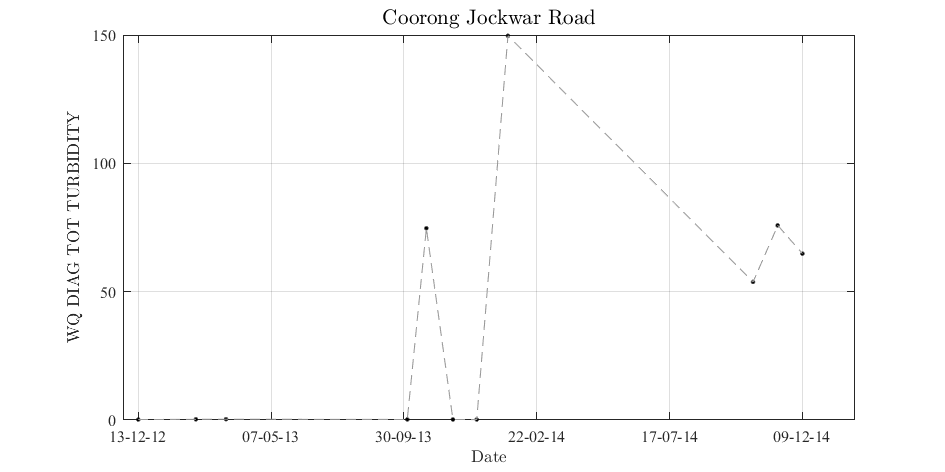 Coorong Jockwar Road
150
100
50
0
WQ DIAG TOT TURBIDITY
13-12-12 07-05-13 30-09-13 22-02-14 17-07-14 09-12-14
Date